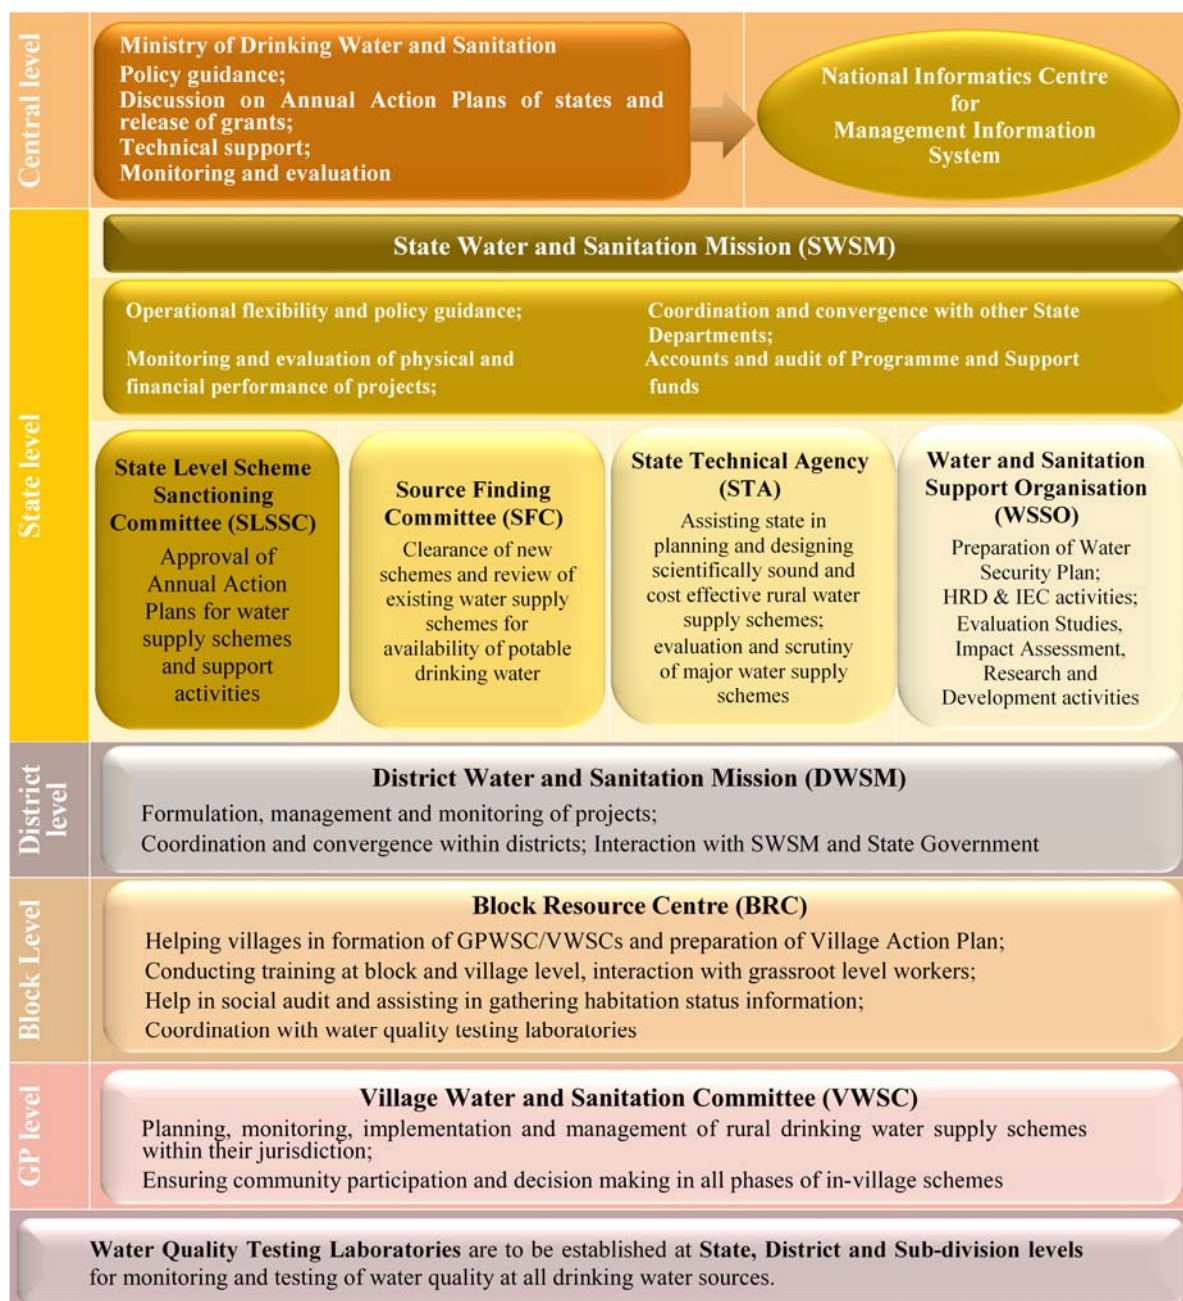 Central level
Ministry of Drinking Water and Sanitation
Policy guidance;
Discussion on Annual Action Plans of states and
release of grants;
Technical support;
Monitoring and evaluation
National Informatics Centre
for
Management Information
System
State level
State Water and Sanitation Mission (SWSM)
Operational flexibility and policy guidance;
Monitoring and evaluation of physical and
financial performance of projects;
Coordination and convergence with other State
Departments;
Accounts and audit of Programme and Support
funds
State Level Scheme
Sanctioning
Committee (SLSSC)
Approval of
Annual Action
Plans for water
supply schemes
and support
activities
Source Finding
Committee (SFC)
Clearance of new
schemes and review of
existing water supply
schemes for
availability of potable
drinking water
State Technical Agency
(STA)
Assisting state in
planning and designing
scientifically sound and
cost effective rural water
supply schemes;
evaluation and scrutiny
of major water supply
schemes
Water and Sanitation
Support Organisation
(WSSO)
Preparation of Water
Security Plan;
HRD & IEC activities;
Evaluation Studies,
Impact Assessment,
Research and
Development activities
District
level
District Water and Sanitation Mission (DWSM)
Formulation, management and monitoring of projects;
Coordination and convergence within districts; Interaction with SWSM and State Government
Block Level
Block Resource Centre (BRC)
Helping villages in formation of GPWSC/VWSCs and preparation of Village Action Plan;
Conducting training at block and village level, interaction with grassroot level workers;
Help in social audit and assisting in gathering habitation status information;
Coordination with water quality testing laboratories
GP level
Village Water and Sanitation Committee (VWSC)
Planning, monitoring, implementation and management of rural drinking water supply schemes
within their jurisdiction;
Ensuring community participation and decision making in all phases of in-village schemes
Water Quality Testing Laboratories are to be established at State, District and Sub-division levels
for monitoring and testing of water quality at all drinking water sources.